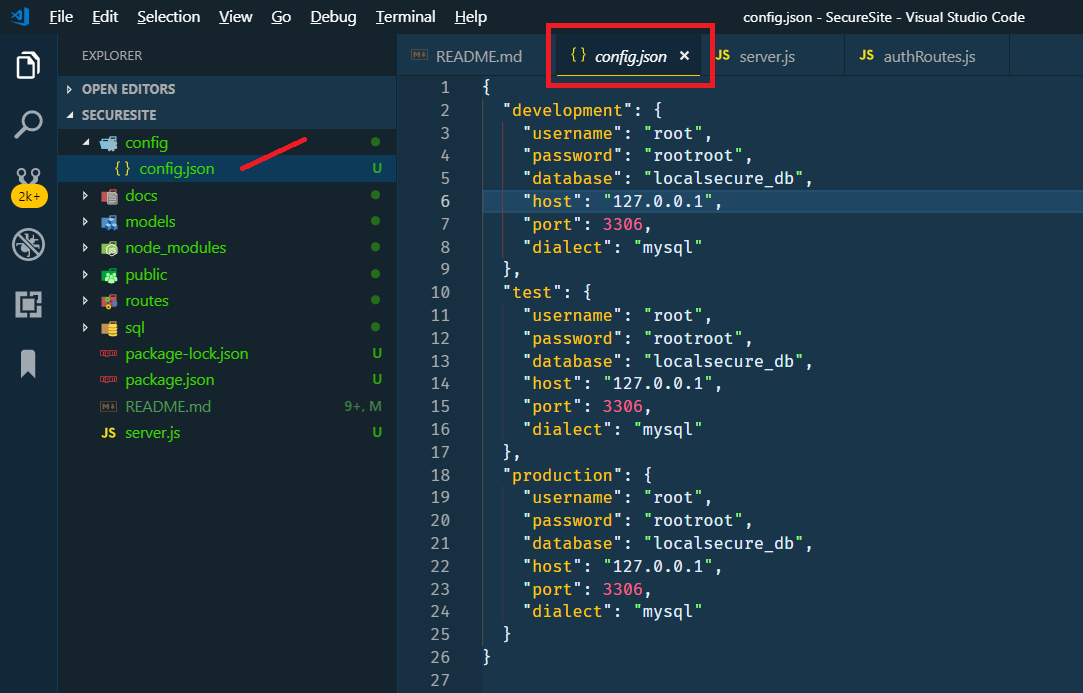 File Edit Selection View Go Debug Terminal Help config.json - SecureSite - Visual Studio Code
EXPLORER
OPEN EDITORS
SECURESITE
config
{} config.json U
docs
models
node_modules
public
routes
sql
package-lock.json U
package.json U
README.md 9+, M
JS server.js U
2k+
README.md {} config.json × JS server.js JS authRoutes.js
1 {
2 "development": {
3 "username": "root",
4 "password": "rootroot",
5 "database": "localsecure_db",
6 "host": "127.0.0.1",
7 "port": 3306,
8 "dialect": "mysql"
9 },
10 "test": {
11 "username": "root",
12 "password": "rootroot",
13 "database": "localsecure_db",
14 "host": "127.0.0.1",
15 "port": 3306,
16 "dialect": "mysql"
17 },
18 "production": {
19 "username": "root",
20 "password": "rootroot",
21 "database": "localsecure_db",
22 "host": "127.0.0.1",
23 "port": 3306,
24 "dialect": "mysql"
25 }
26 }
27